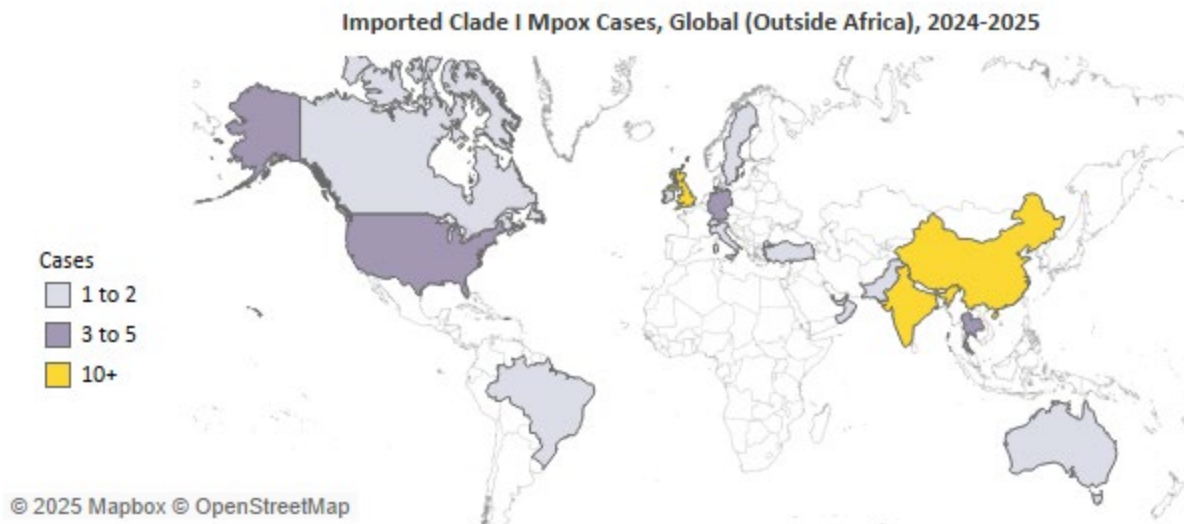 Imported Clade I Mpox Cases, Global (Outside Africa), 2024-2025
Cases
1 to 2
3 to 5
10+
© 2025 Mapbox © OpenStreetMap